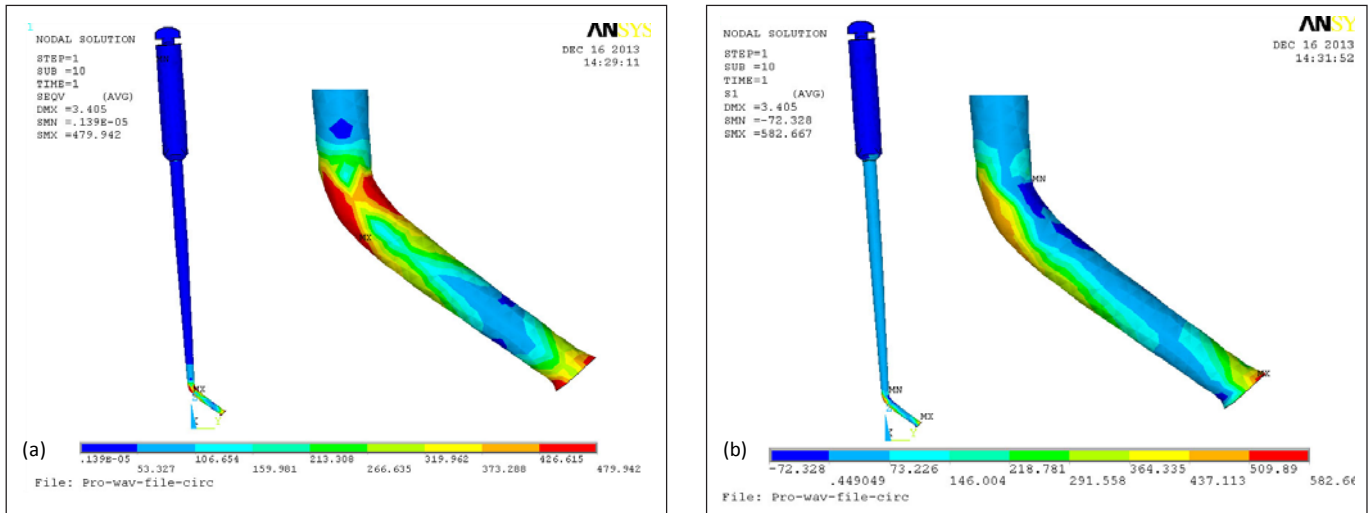 1
ANSYS
NODAL SOLUTION
DEC 16 2013
14:29:11
STEP=1
SUB =10
TIME=1
SEQV (AVG)
DMX =3.405
SMN =.139E-05
SMX =479.942
MX
MX
Z
Y
(a)
.139E-05 106.654 213.308 319.962 426.615
53.327 159.981 266.635 373.288 479.942
File: Pro-wav-file-circ
ANSY
NODAL SOLUTION
DEC 16 2013
14:31:52
STEP=1
SUB =10
TIME=1
S1 (AVG)
DMX =3.405
SMN =-72.328
SMX =582.667
MN
MX
MN
MX
Z
Y
(b)
-72.328 73.226 218.781 364.335 509.89
.449049 146.004 291.558 437.113 582.66
File: Pro-wav-file-circ